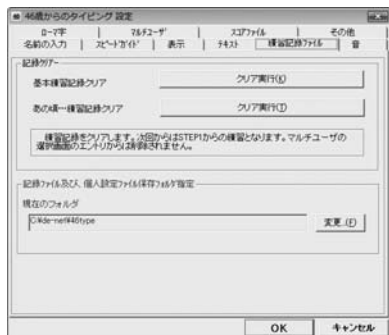 46歳からのタイピング 設定
ローマ字 マルチユーザ スコアファイル その他
名前の入力 スピードガイド 表示 テキスト 練習記録ファイル 音
記録クリアー
基本練習記録クリア クリア実行(K)
あの頃…練習記録クリア クリア実行(T)
練習記録をクリアします。次回からはSTEP1からの練習となります。マルチユーザの
選択画面のエントリからは削除されません。
記録ファイル及び、個人設定ファイル保存フォルダ指定
現在のフォルダ
C:¥de-net¥46type 変更.(F)
OK キャンセル